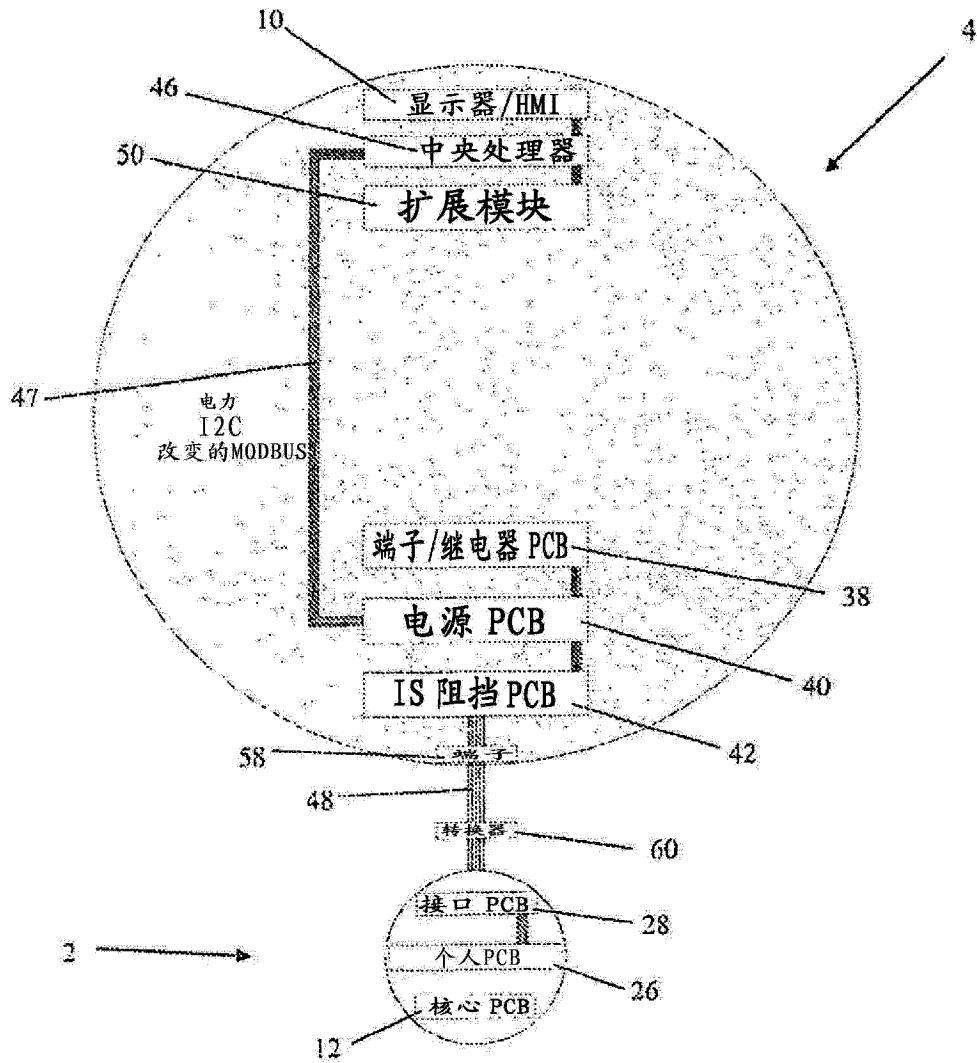 10
4
46
显示器/HMI
50
中央处理器
扩展模块
47
电力
I2C
改变的MODBUS
端子/继电器 PCB
38
电源 PCB
40
IS 阻挡 PCB
42
58
端子
48
转换器
60
接口 PCB
28
2
个人PCB
26
核心 PCB
12